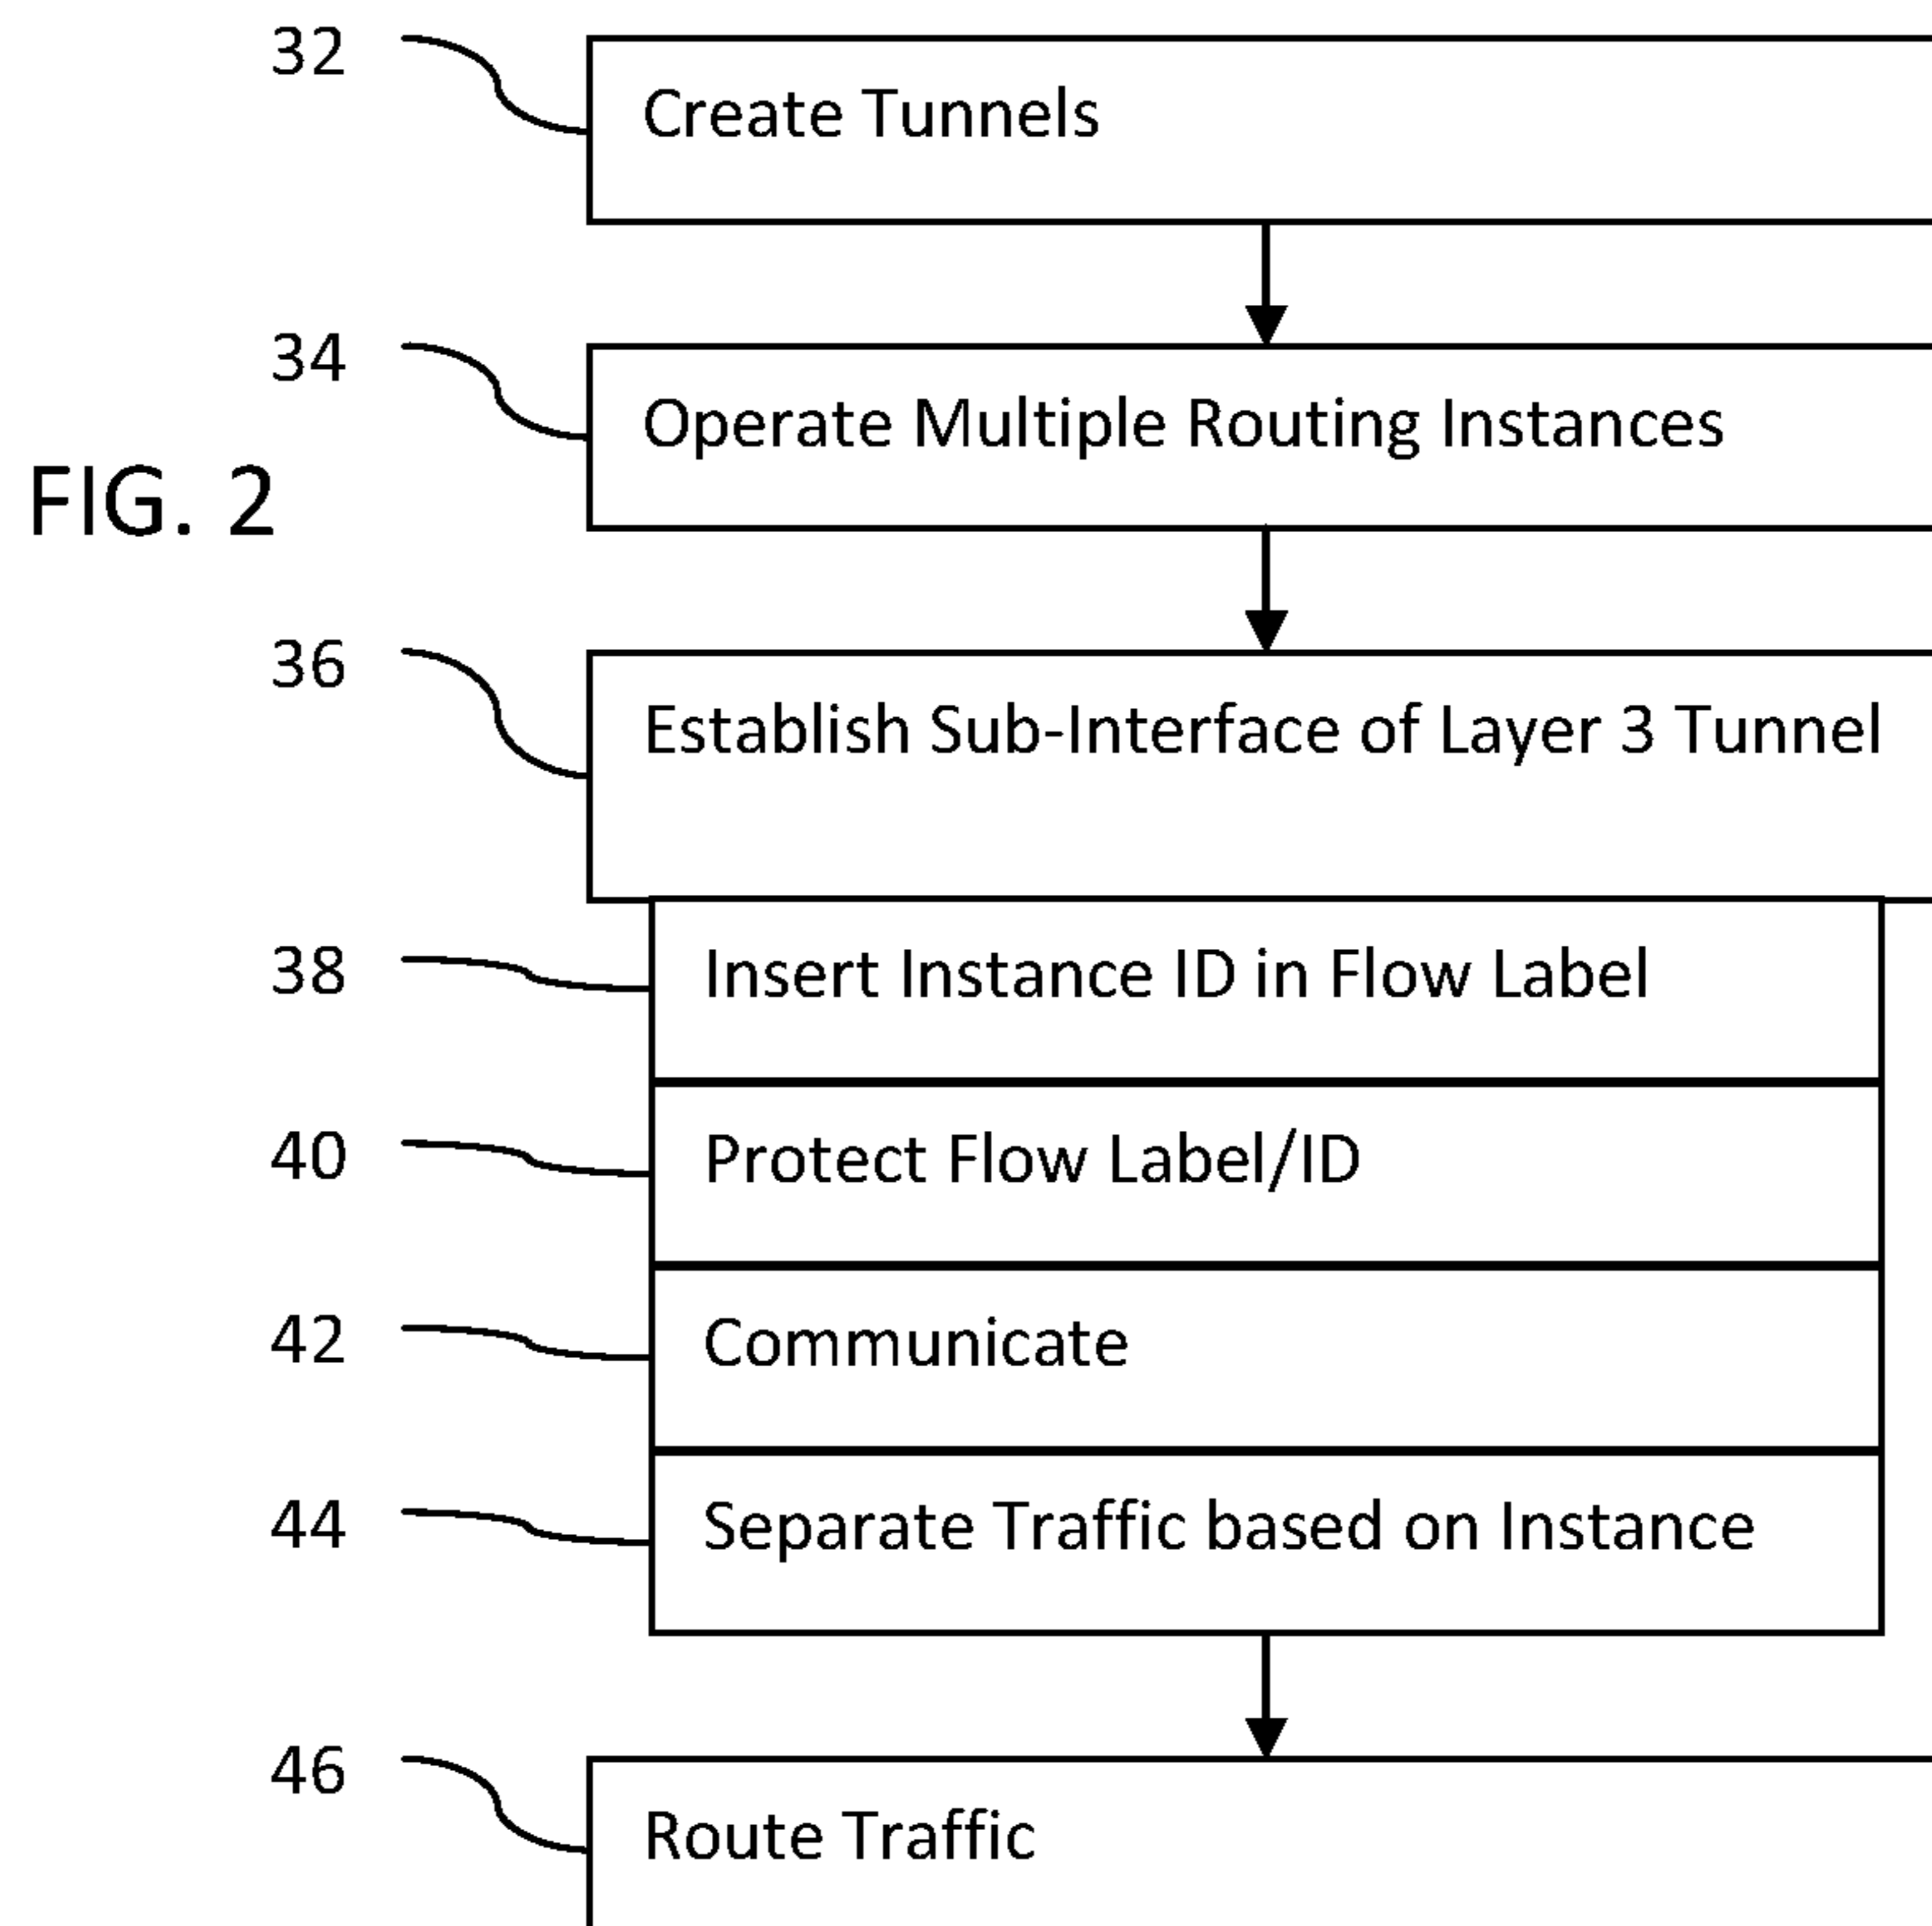 32
Create Tunnels
34
Operate Multiple Routing Instances
FIG. 2
36
Establish Sub-Interface of Layer 3 Tunnel
38
Insert Instance ID in Flow Label
40
Protect Flow Label/ID
42
Communicate
44
Separate Traffic based on Instance
46
Route Traffic